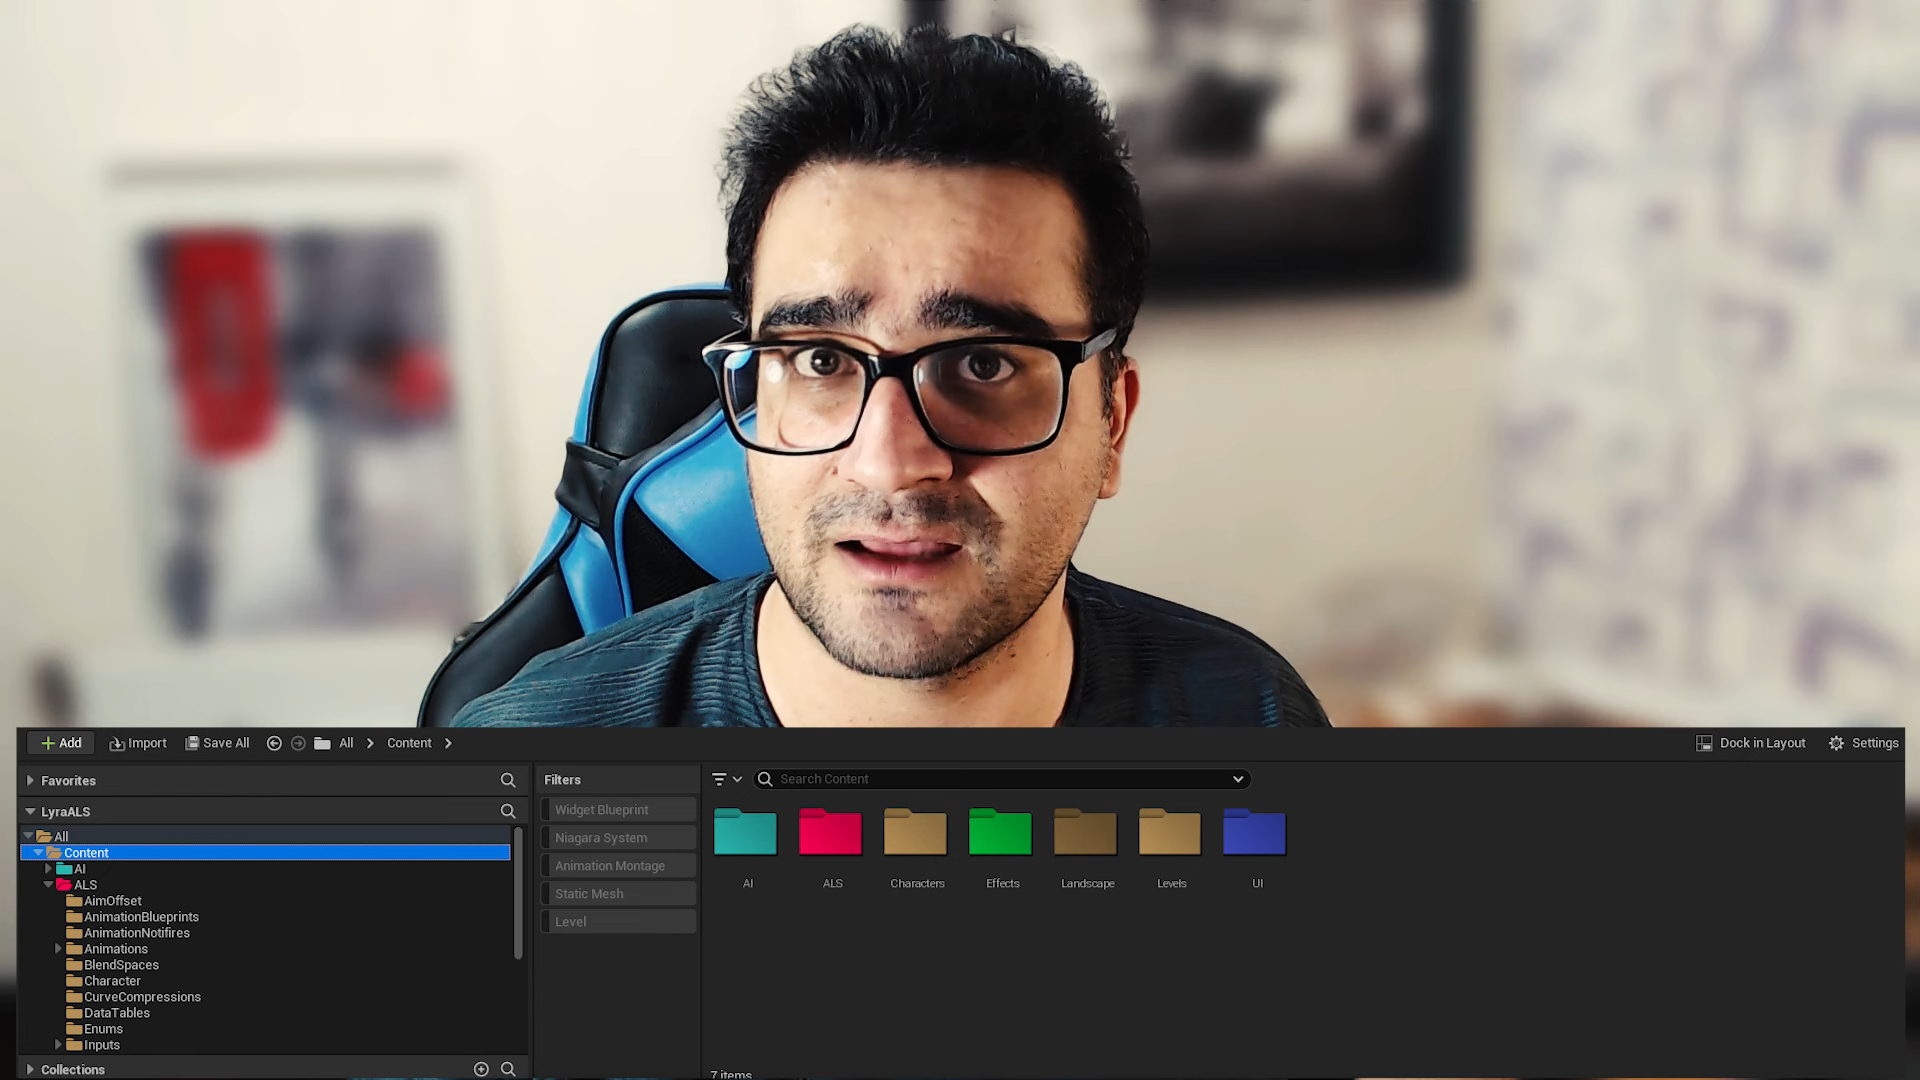 Add
Import
Save All
All
Content
Dock in Layout
Settings
Favorites
LyraALS
All
Content
AI
ALS
AimOffset
AnimationBlueprints
AnimationNotifires
Animations
BlendSpaces
Character
CurveCompressions
DataTables
Enums
Inputs
Collections
Filters
Widget Blueprint
Niagara System
Animation Montage
Static Mesh
Level
Search Content
AI
ALS
Characters
Effects
Landscape
Levels
UI
7 items